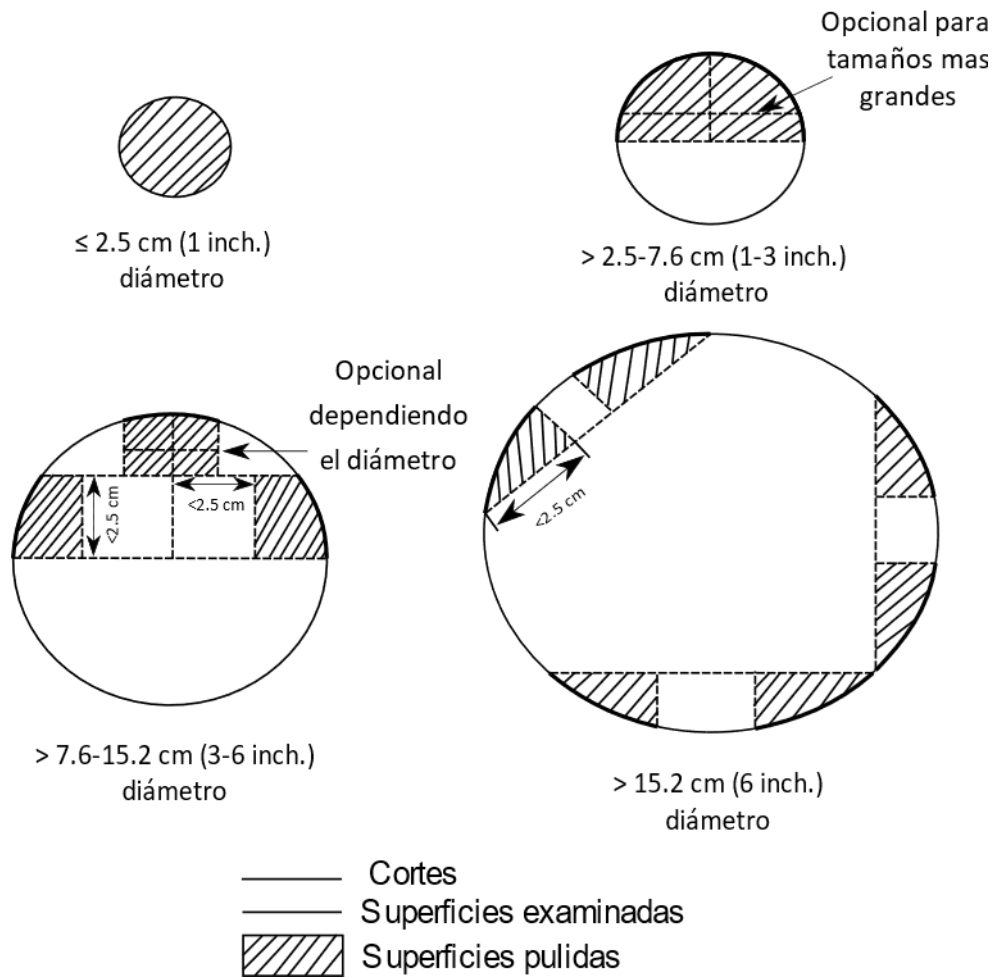 Opcional para
tamaños mas
grandes
≤ 2.5 cm (1 inch.)
diámetro
> 2.5-7.6 cm (1-3 inch.)
diámetro
Opcional
dependiendo
el diámetro
<2.5 cm
<2.5 cm
<2.5 cm
> 7.6-15.2 cm (3-6 inch.)
diámetro
> 15.2 cm (6 inch.)
diámetro
Cortes
Superficies examinadas
Superficies pulidas